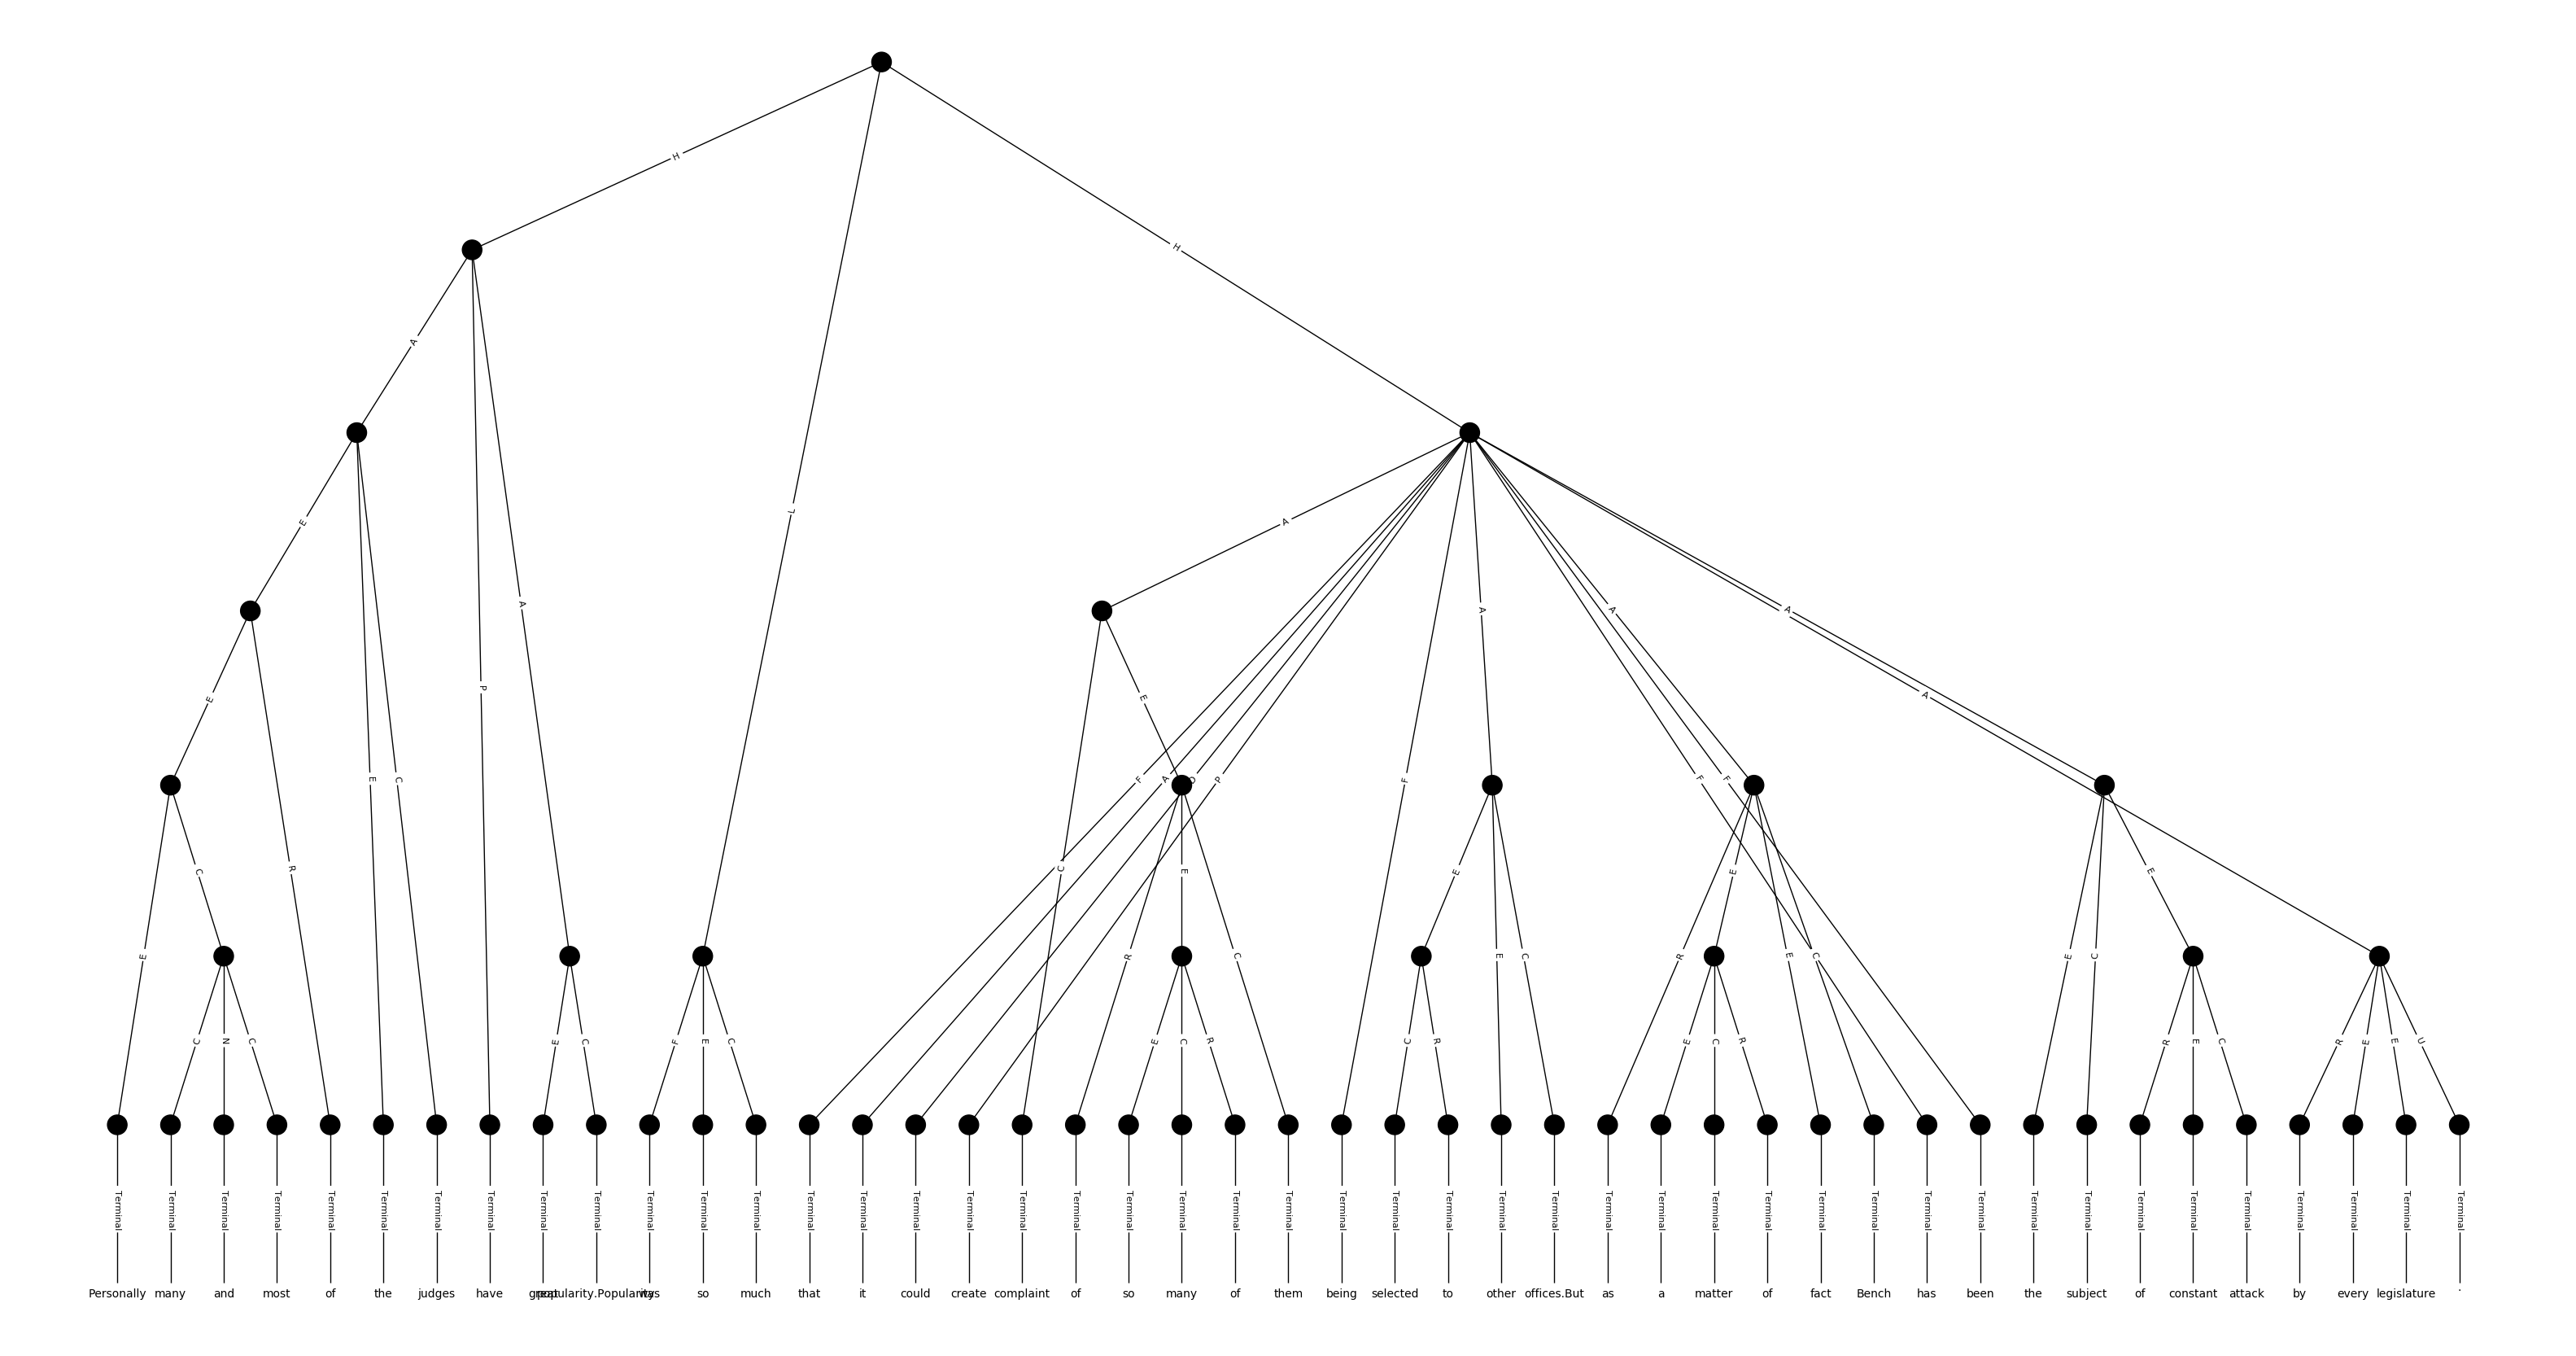 H
H
A
L
E A
A A A A
P E E A
E C F A D P F F F
C R C E E E E
E R C E C R E C E C
C N C E C F E C E C R C R E C R R E C R E E U
Terminal Terminal Terminal Terminal Terminal Terminal Terminal Terminal Terminal Terminal Terminal Terminal Terminal Terminal Terminal Terminal Terminal Terminal Terminal Terminal Terminal Terminal Terminal Terminal Terminal Terminal Terminal Terminal Terminal Terminal Terminal Terminal Terminal Terminal Terminal Terminal Terminal Terminal Terminal Terminal Terminal Terminal Terminal Terminal Terminal
Personally many and most of the judges have great popularity.Popularity was so much that it could create complaint of so many of them being selected to other offices.But as a matter of fact Bench has been the subject of constant attack by every legislature .